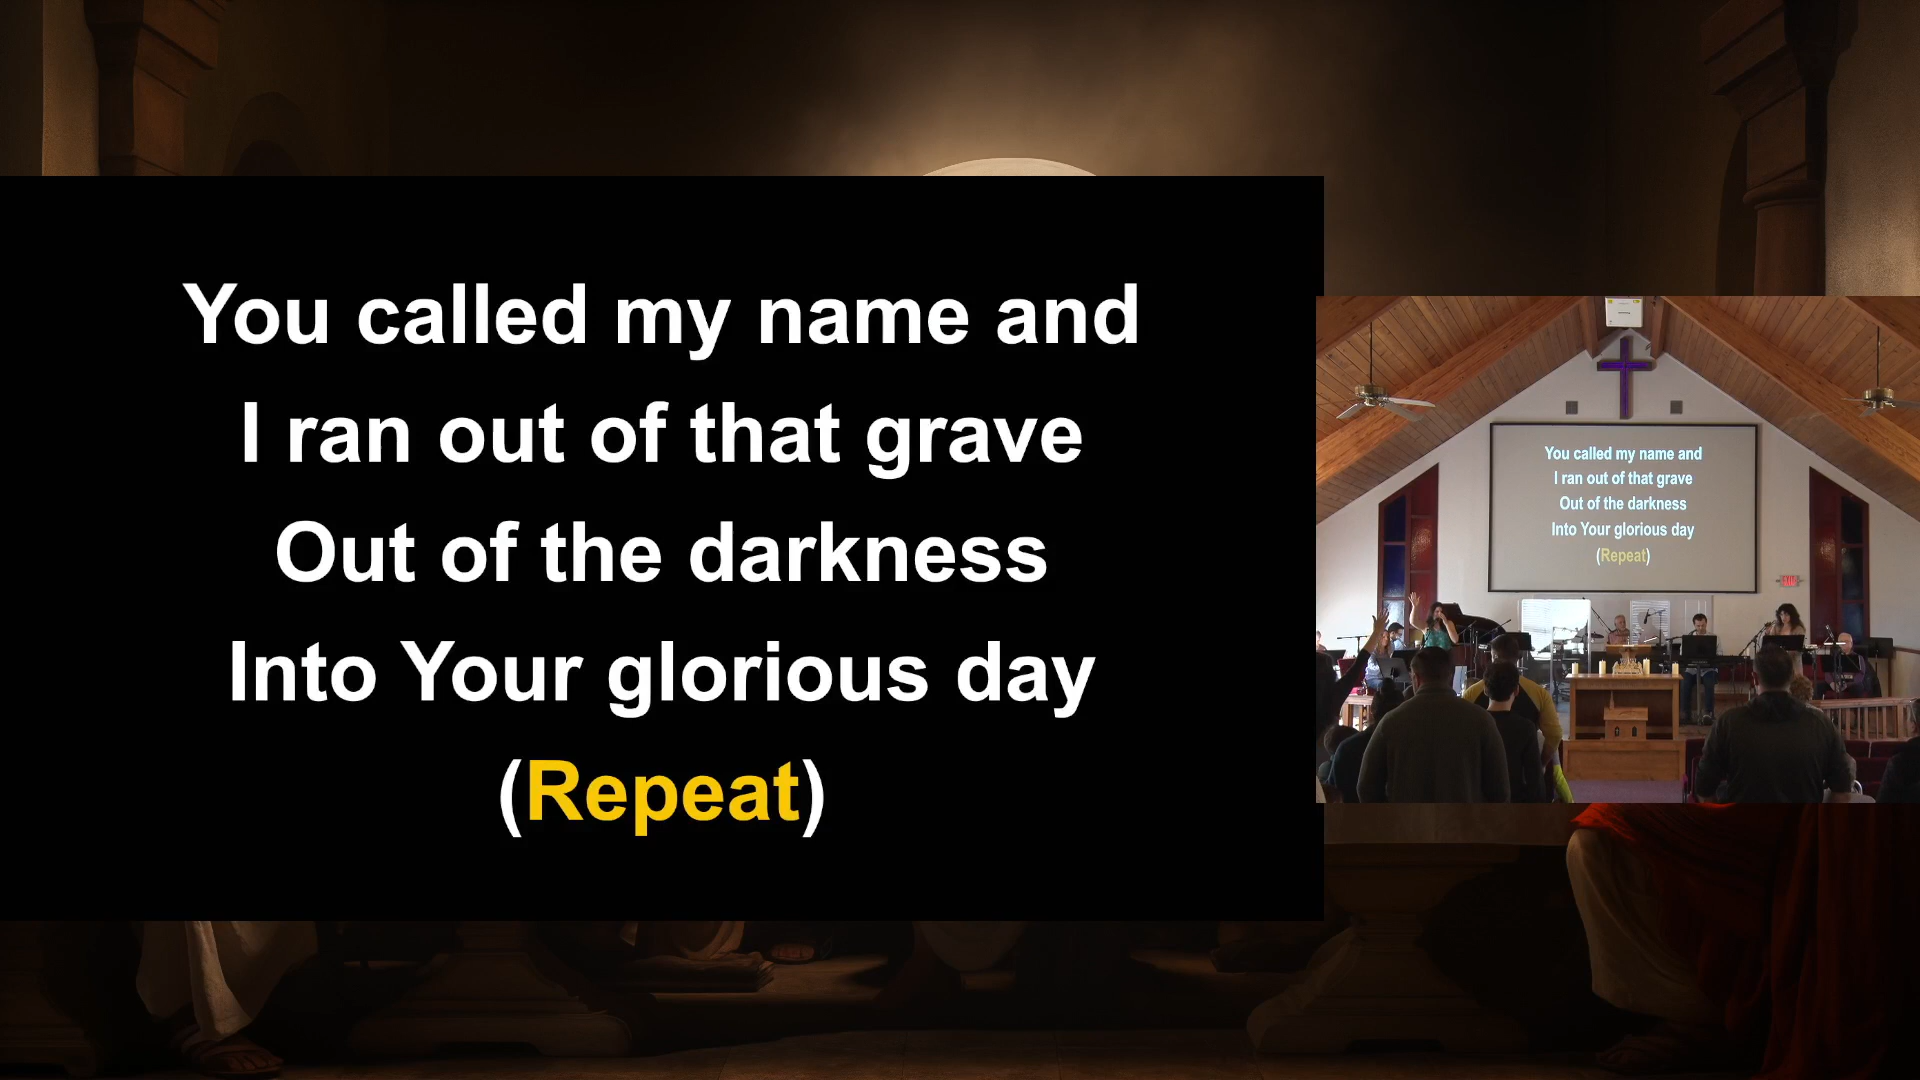 You called my name and
I ran out of that grave
Out of the darkness
Into Your glorious day
(Repeat)
You called my name and
I ran out of that grave
Out of the darkness
Into Your glorious day
(Repeat)
EXIT